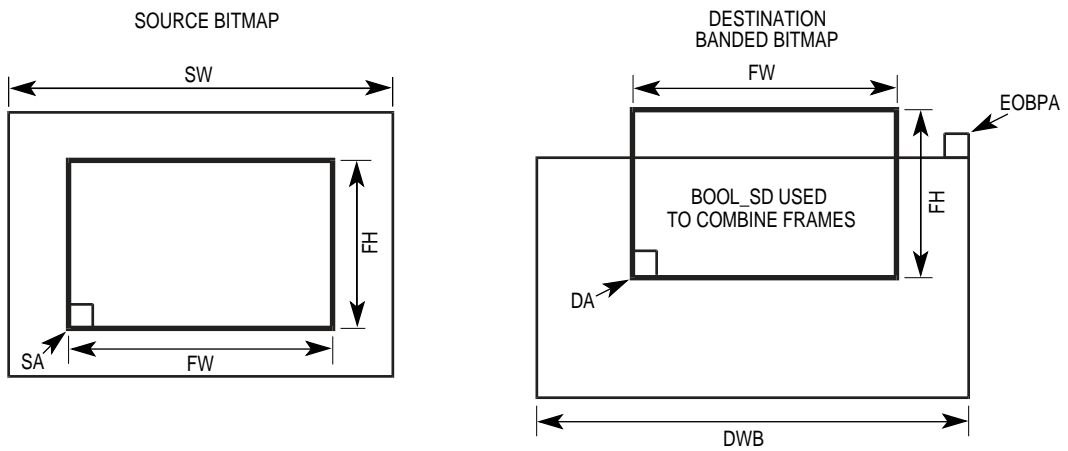 SOURCE BITMAP
SW
FH
SA
FW
DESTINATION
BANDED BITMAP
FW
EOBPA
BOOL_SD USED
TO COMBINE FRAMES
FH
DA
DWB